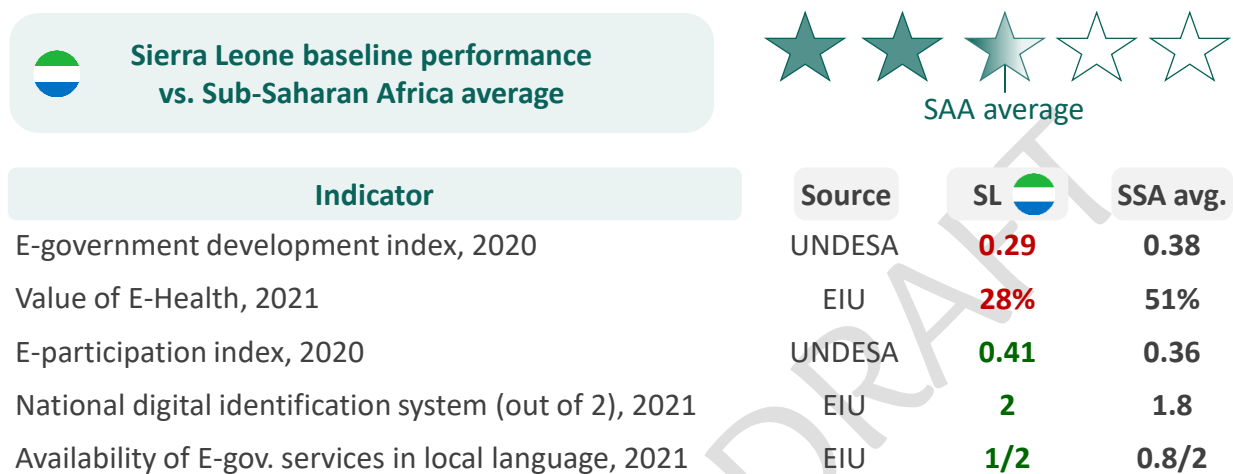 Sierra Leone baseline performance
vs. Sub-Saharan Africa average
SAA average
Indicator Source SL SSA avg.
E-government development index, 2020 UNDESA 0.29 0.38
Value of E-Health, 2021 EIU 28% 51%
E-participation index, 2020 UNDESA 0.41 0.36
National digital identification system (out of 2), 2021 EIU 2 1.8
Availability of E-gov. services in local language, 2021 EIU 1/2 0.8/2
DRAFT